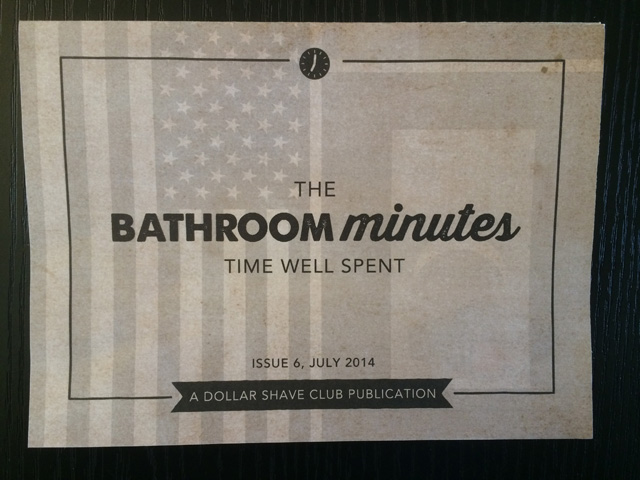 THE
BATHROOM minutes
TIME WELL SPENT
ISSUE 6, JULY 2014
A DOLLAR SHAVE CLUB PUBLICATION